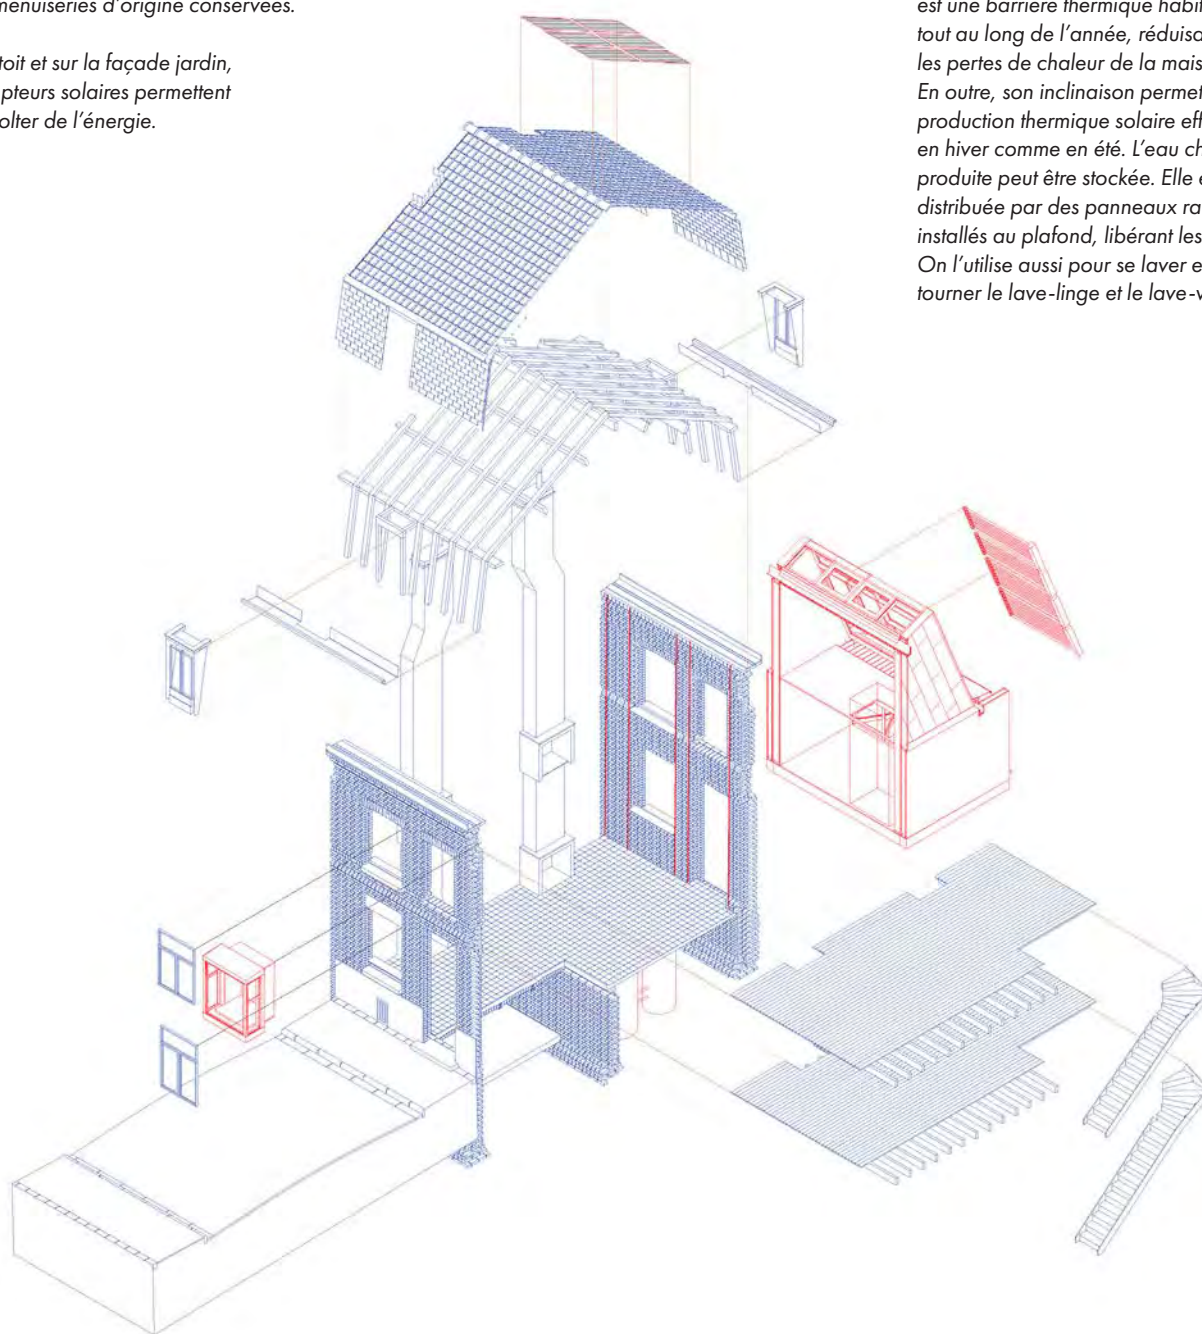 menuiseries d'origine conservées.
toit et sur la façade jardin,
pteurs solaires permettent
olter de l'énergie.
est une barrière thermique habit
tout au long de l'année, réduisa
les pertes de chaleur de la mais
En outre, son inclinaison permet
production thermique solaire eff
en hiver comme en été. L'eau ch
produite peut être stockée. Elle e
distribuée par des panneaux ra
installés au plafond, libérant les
On l'utilise aussi pour se laver e
tourner le lave-linge et le lave-v